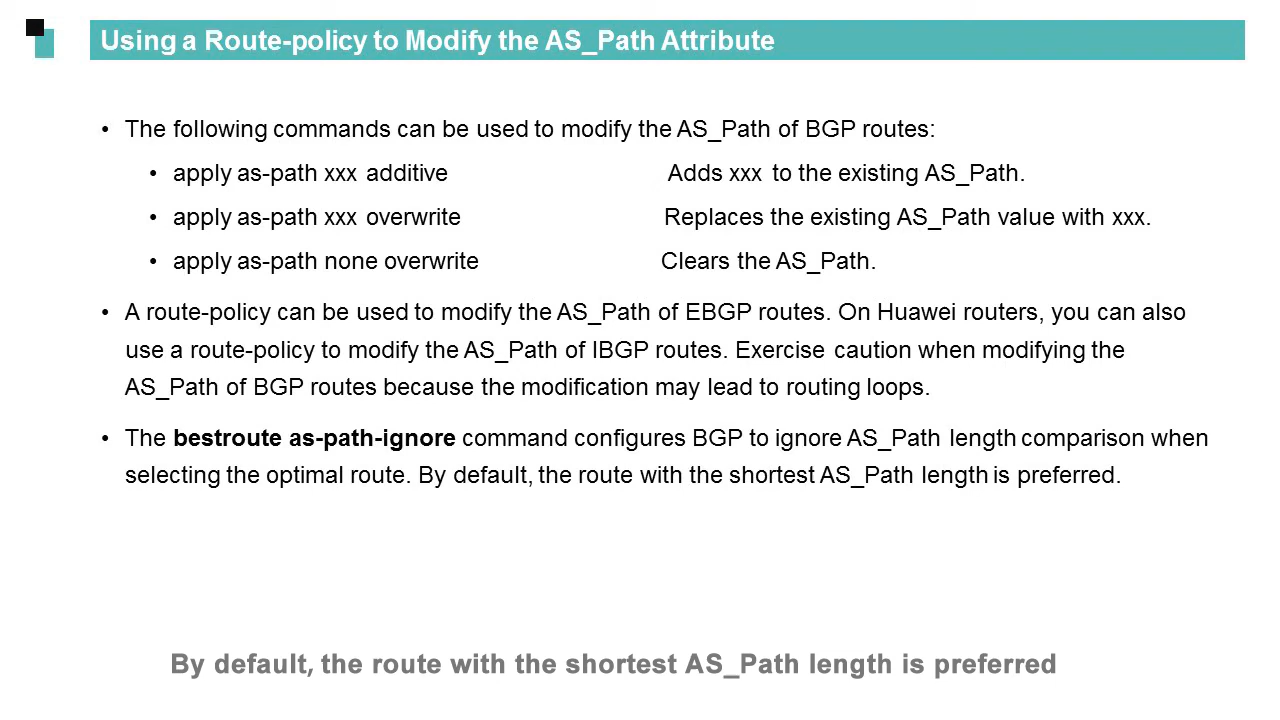 Using a Route-policy to Modify the AS_Path Attribute
• The following commands can be used to modify the AS_Path of BGP routes:
• apply as-path xxx additive Adds xxx to the existing AS_Path.
• apply as-path xxx overwrite Replaces the existing AS_Path value with xxx.
• apply as-path none overwrite Clears the AS_Path.
• A route-policy can be used to modify the AS_Path of EBGP routes. On Huawei routers, you can also
use a route-policy to modify the AS_Path of IBGP routes. Exercise caution when modifying the
AS_Path of BGP routes because the modification may lead to routing loops.
• The bestroute as-path-ignore command configures BGP to ignore AS_Path length comparison when
selecting the optimal route. By default, the route with the shortest AS_Path length is preferred.
By default, the route with the shortest AS_Path length is preferred